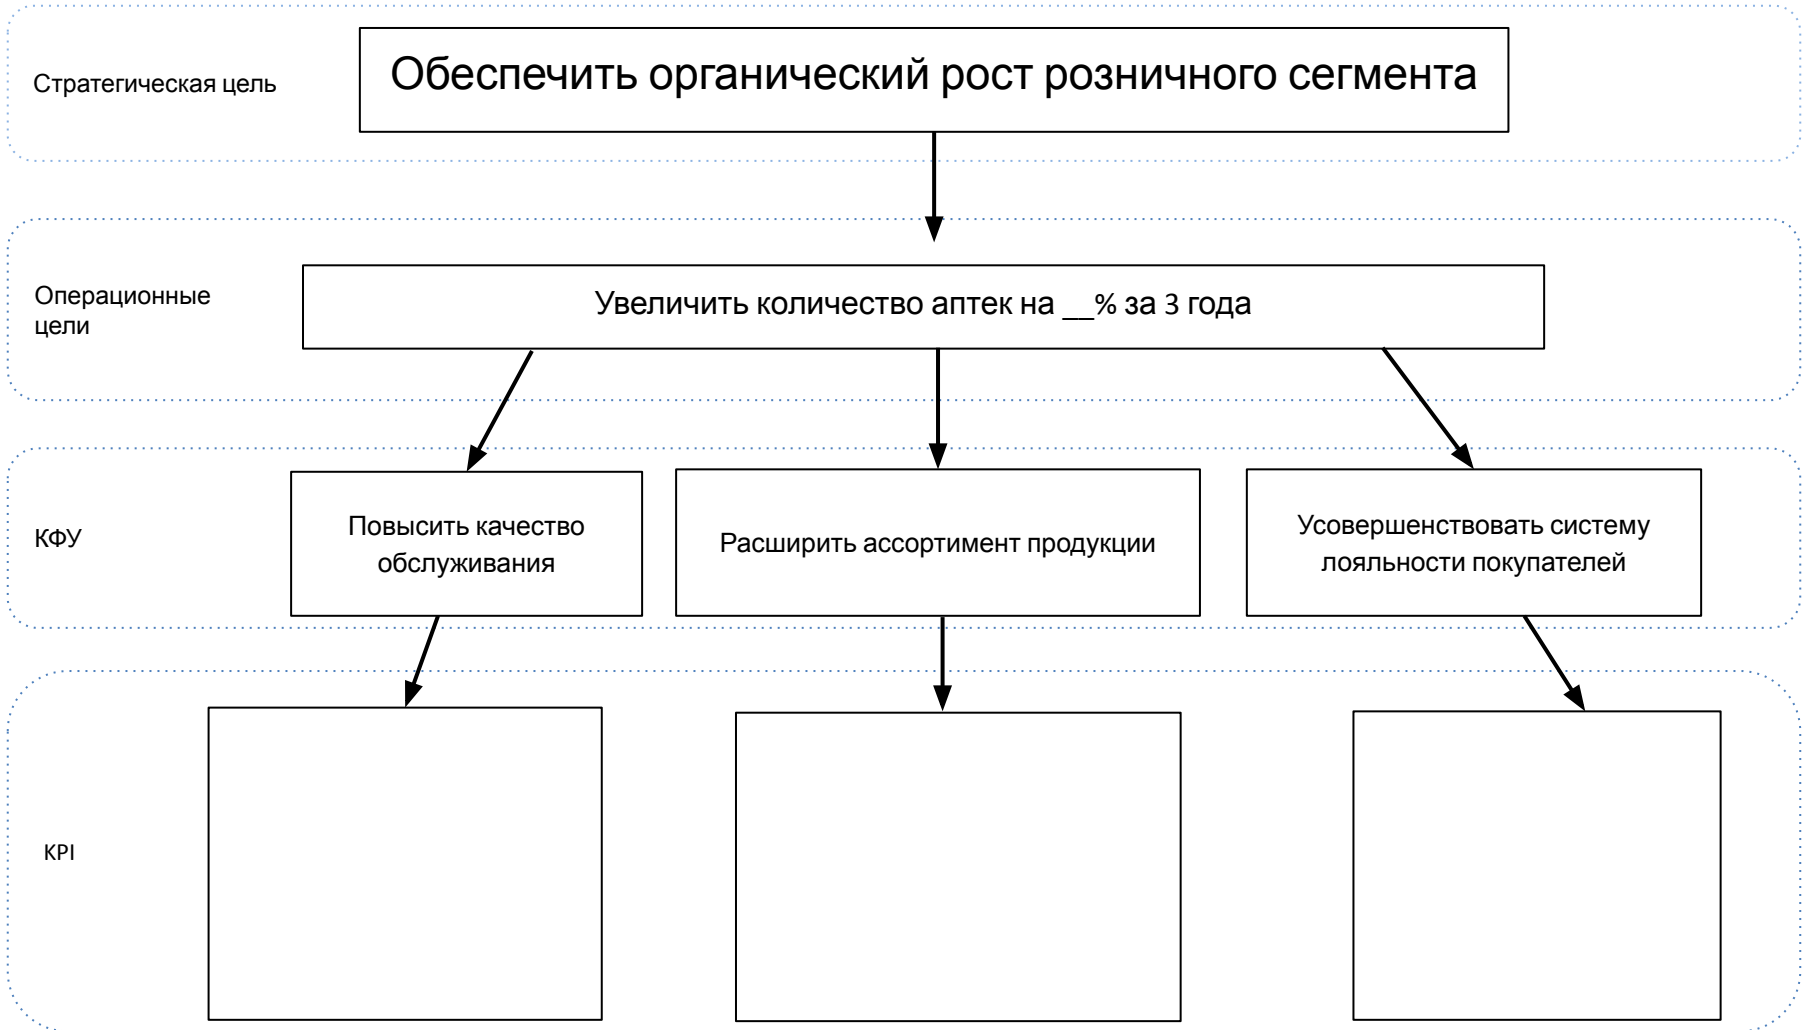 Стратегическая цель
Обеспечить органический рост розничного сегмента
Операционные
цели
Увеличить количество аптек на __% за 3 года
КФУ
Повысить качество
обслуживания
Расширить ассортимент продукции
Усовершенствовать систему
лояльности покупателей
KPI